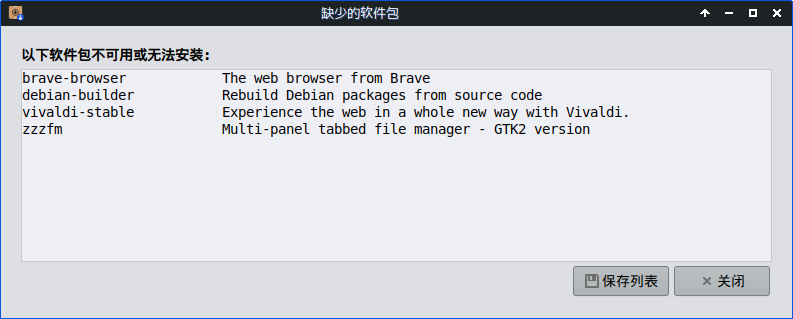 缺少的软件包
以下软件包不可用或无法安装:
brave-browser The web browser from Brave
debian-builder Rebuild Debian packages from source code
vivaldi-stable Experience the web in a whole new way with Vivaldi.
zzzfm Multi-panel tabbed file manager - GTK2 version
保存列表 关闭